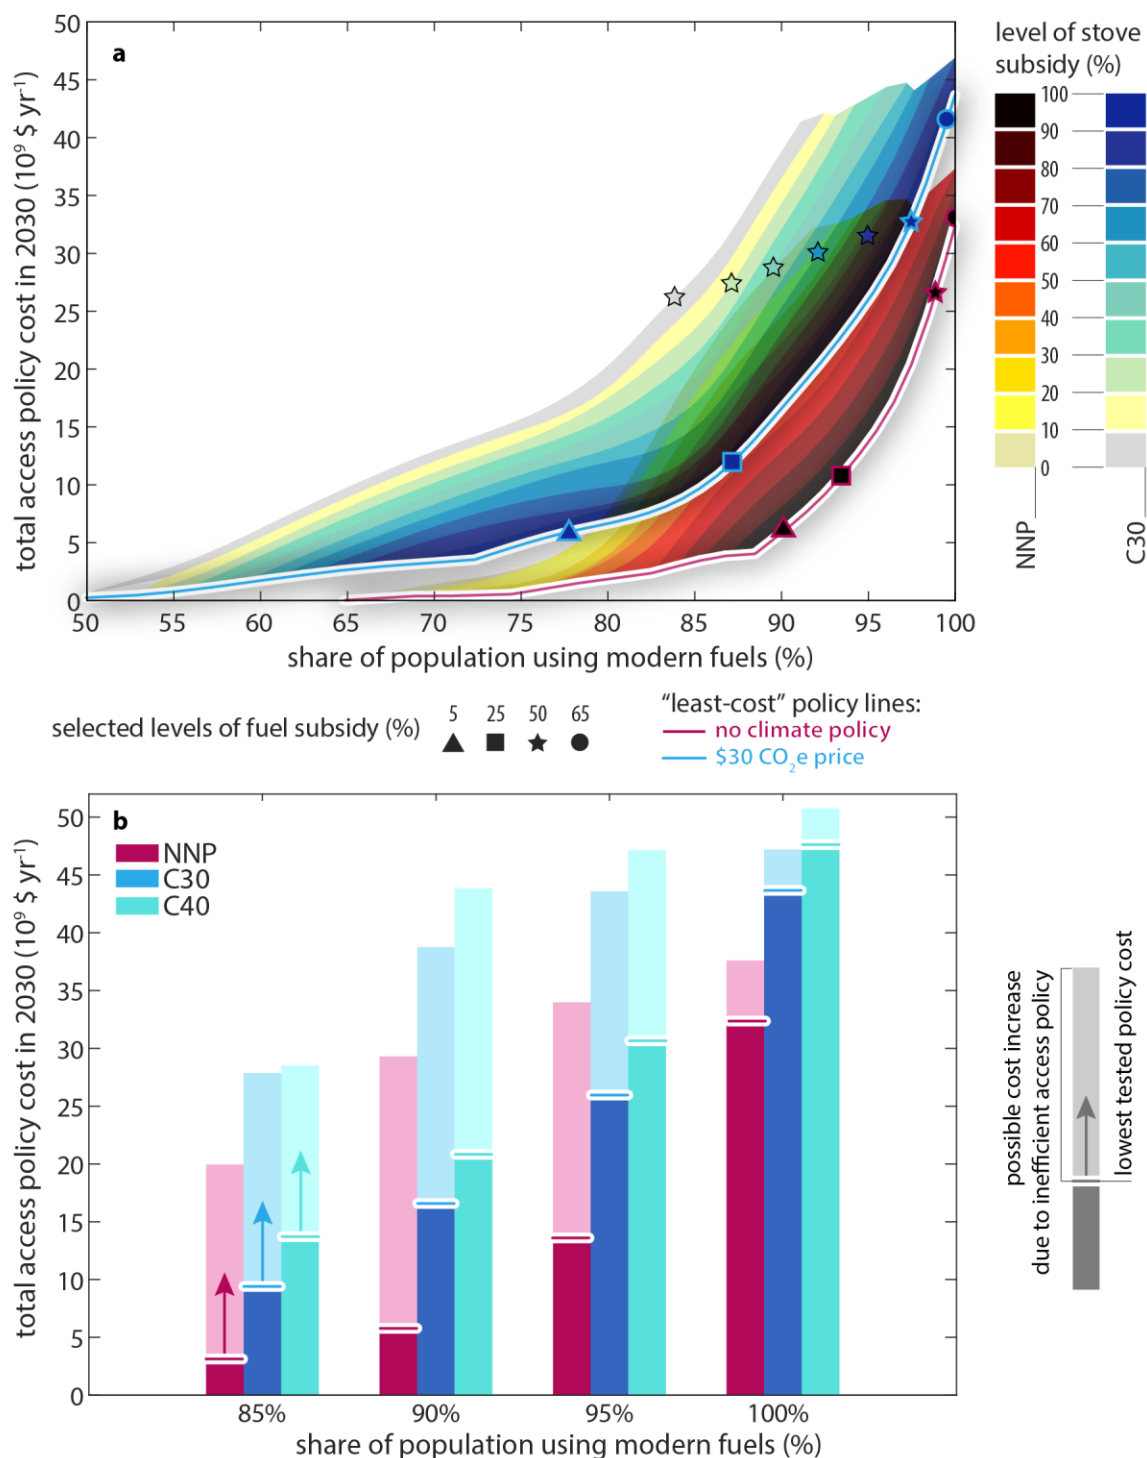 a
total access policy cost in 2030 (10⁹ $ yr⁻¹)
50
45
40
35
30
25
20
15
10
5
0
50 55 60 65 70 75 80 85 90 95 100
share of population using modern fuels (%)
level of stove
subsidy (%)
100
90
80
70
60
50
40
30
20
10
0
NNP
C30
selected levels of fuel subsidy (%)
5 25 50 65
"least-cost" policy lines:
no climate policy
$30 CO₂e price
b
total access policy cost in 2030 (10⁹ $ yr⁻¹)
50
45
40
35
30
25
20
15
10
5
0
NNP
C30
C40
85% 90% 95% 100%
share of population using modern fuels (%)
possible cost increase
due to inefficient access policy
lowest tested policy cost